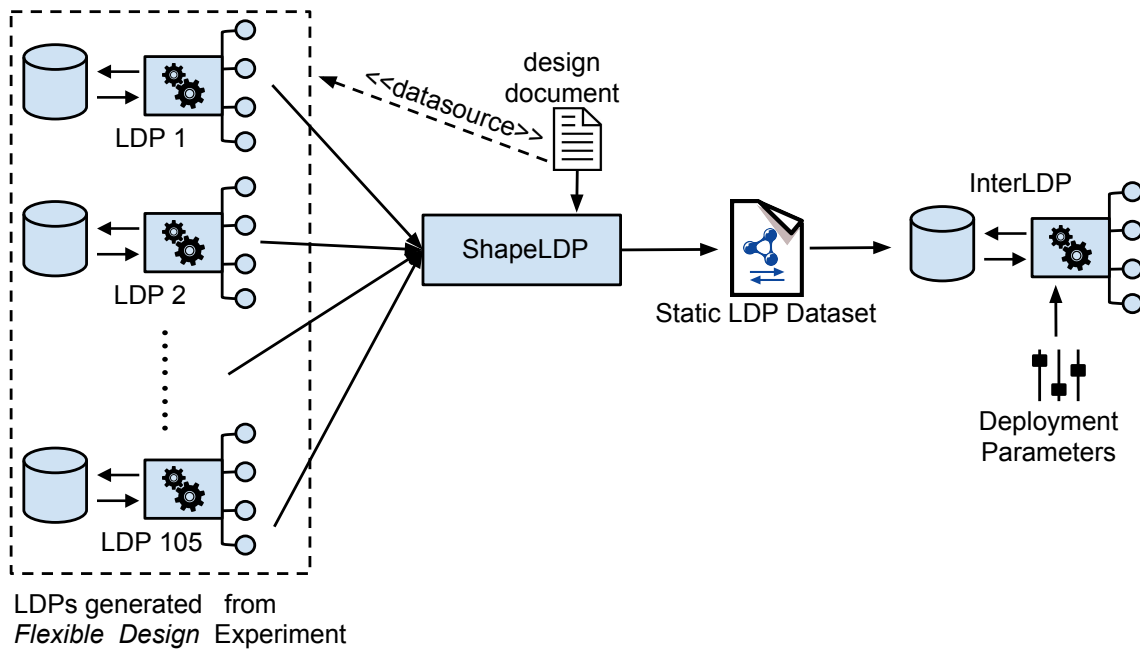 LDP 1
LDP 2
LDP 105
LDPs generated from
Flexible Design Experiment
<<datasource>>
design
document
ShapeLDP
Static LDP Dataset
InterLDP
Deployment
Parameters